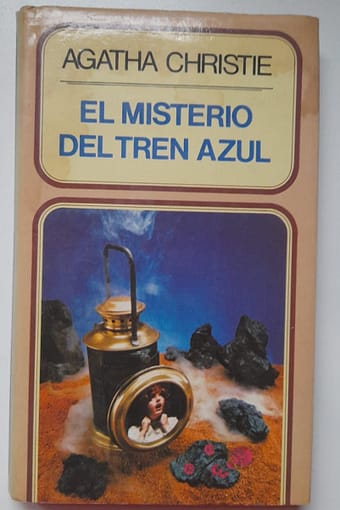 AGATHA CHRISTIE
EL MISTERIO
DEL TREN AZUL